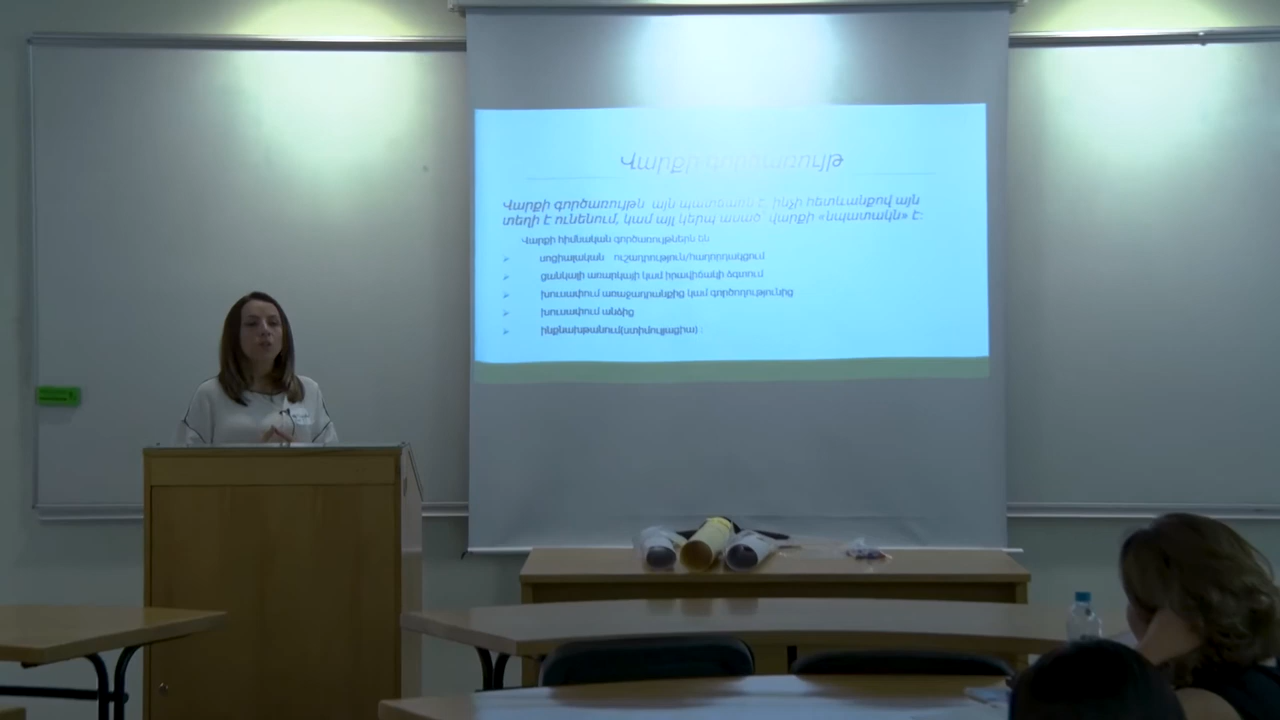 Վարքի գործառույթ
Վարքի գործառույթն այն պատճառն է, ինչի հետևանքով այն
տեղի է ունենում, կամ այլ կերպ ասած՝ վարքի «նպատակն» է:
Վարքի հիմնական գործառույթներն են
սոցիալական ուշադրություն/հաղորդակցում
ցանկալի առարկայի կամ իրավիճակի ձգտում
խուսափում առաջադրանքից կամ գործողությունից
խուսափում անձից
ինքնախթանում(ստիմուլյացիա) :